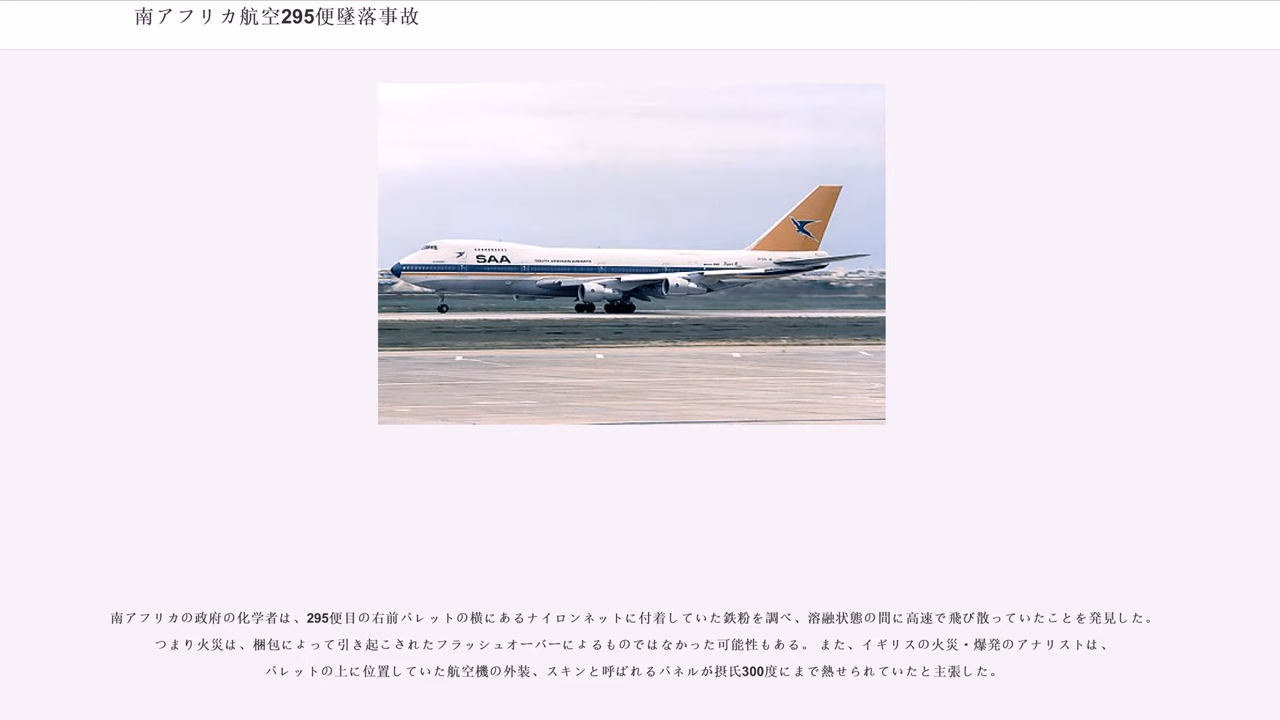 南アフリカ航空295便墜落事故
SAA
SOUTH AFRICAN AIRWAYS
南アフリカの政府の化学者は、295便目の右前パレットの横にあるナイロンネットに付着していた鉄粉を調べ、溶融状態の間に高速で飛び散っていたことを発見した。
つまり火災は、梱包によって引き起こされたフラッシュオーバーによるものではなかった可能性もある。 また、イギリスの火災・爆発のアナリストは、
パレットの上に位置していた航空機の外装、スキンと呼ばれるパネルが摂氏300度にまで熱せられていたと主張した。